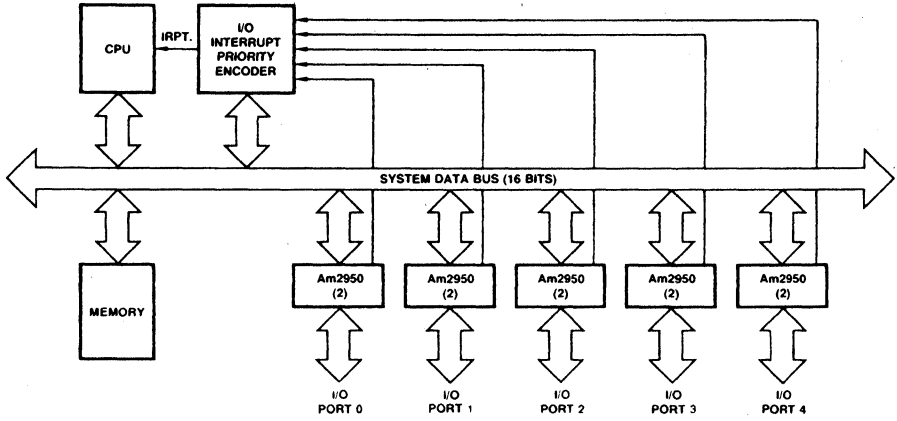 CPU
IRPT.
I/O
INTERRUPT
PRIORITY
ENCODER
SYSTEM DATA BUS (16 BITS)
MEMORY
Am2950
(2)
Am2950
(2)
Am2950
(2)
Am2950
(2)
Am2950
(2)
I/O
PORT 0
I/O
PORT 1
I/O
PORT 2
I/O
PORT 3
I/O
PORT 4